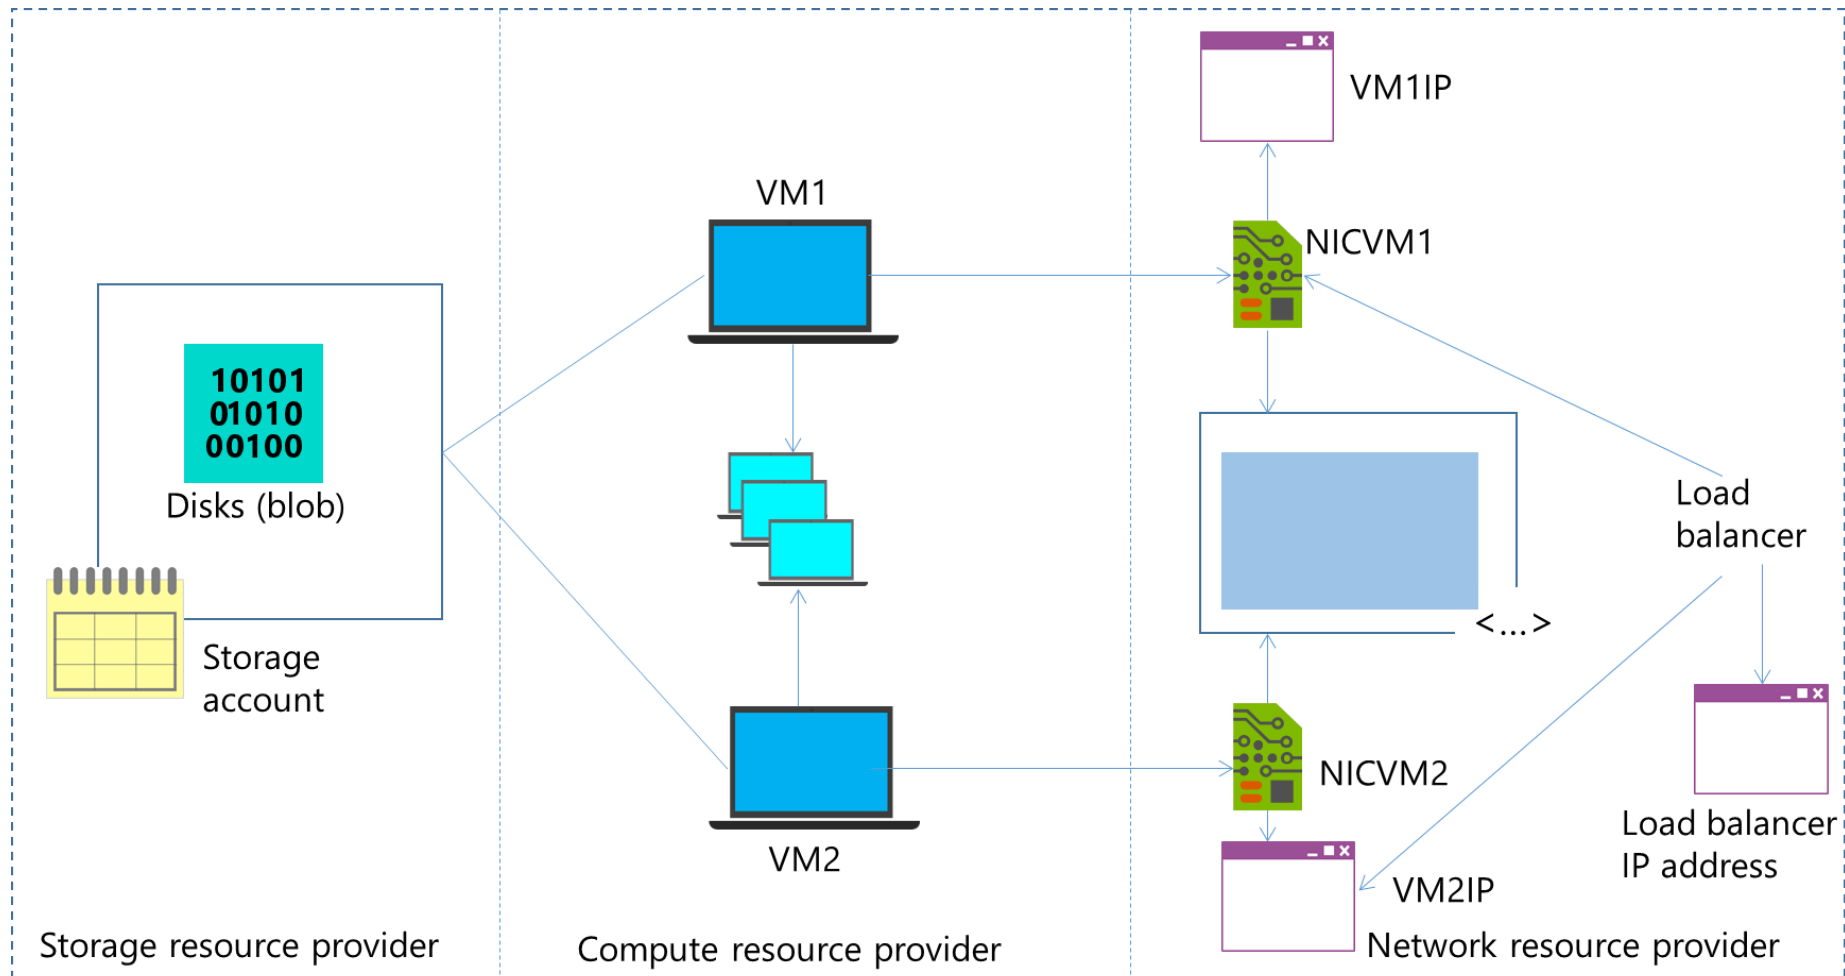 VM1IP
VM1
NICVM1
10101
01010
00100
Disks (blob)
Load
balancer
<...>
Storage
account
NICVM2
Load balancer
IP address
VM2
VM2IP
Storage resource provider
Compute resource provider
Network resource provider